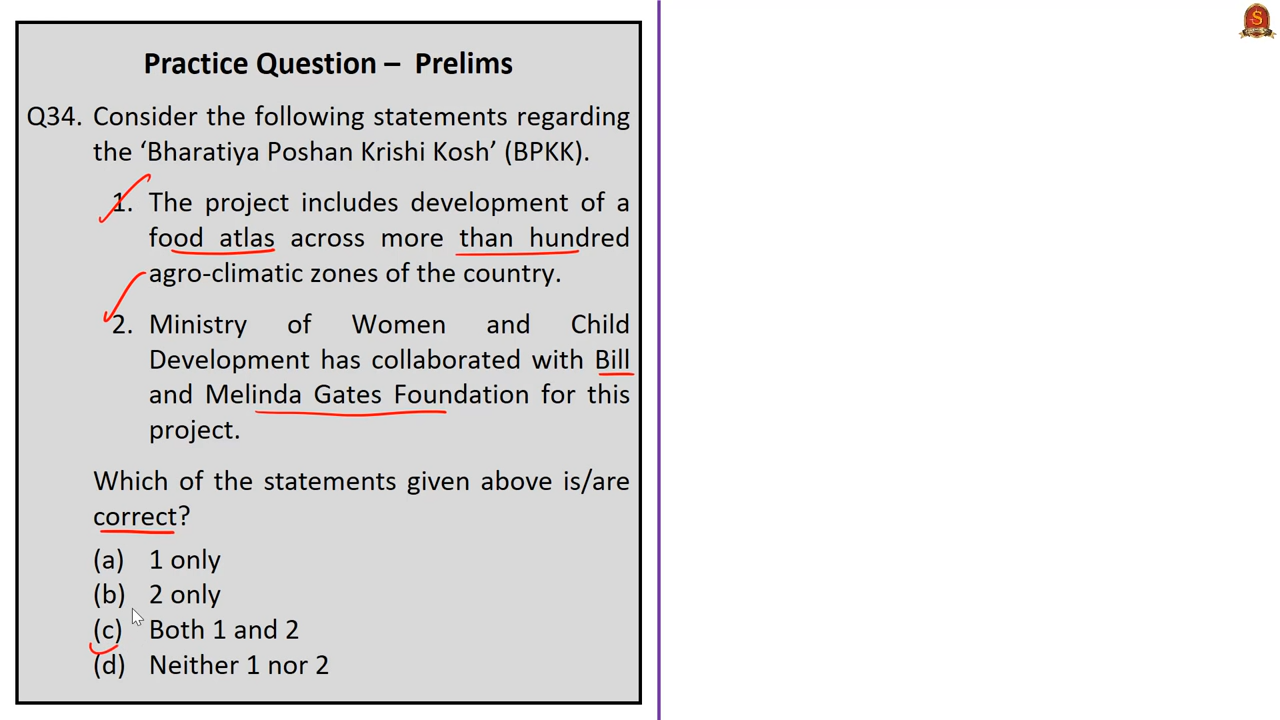 Practice Question – Prelims
Q34. Consider the following statements regarding
the ‘Bharatiya Poshan Krishi Kosh’ (BPKK).
1. The project includes development of a
food atlas across more than hundred
agro-climatic zones of the country.
2. Ministry of Women and Child
Development has collaborated with Bill
and Melinda Gates Foundation for this
project.
Which of the statements given above is/are
correct?
(a) 1 only
(b) 2 only
(c) Both 1 and 2
(d) Neither 1 nor 2
S